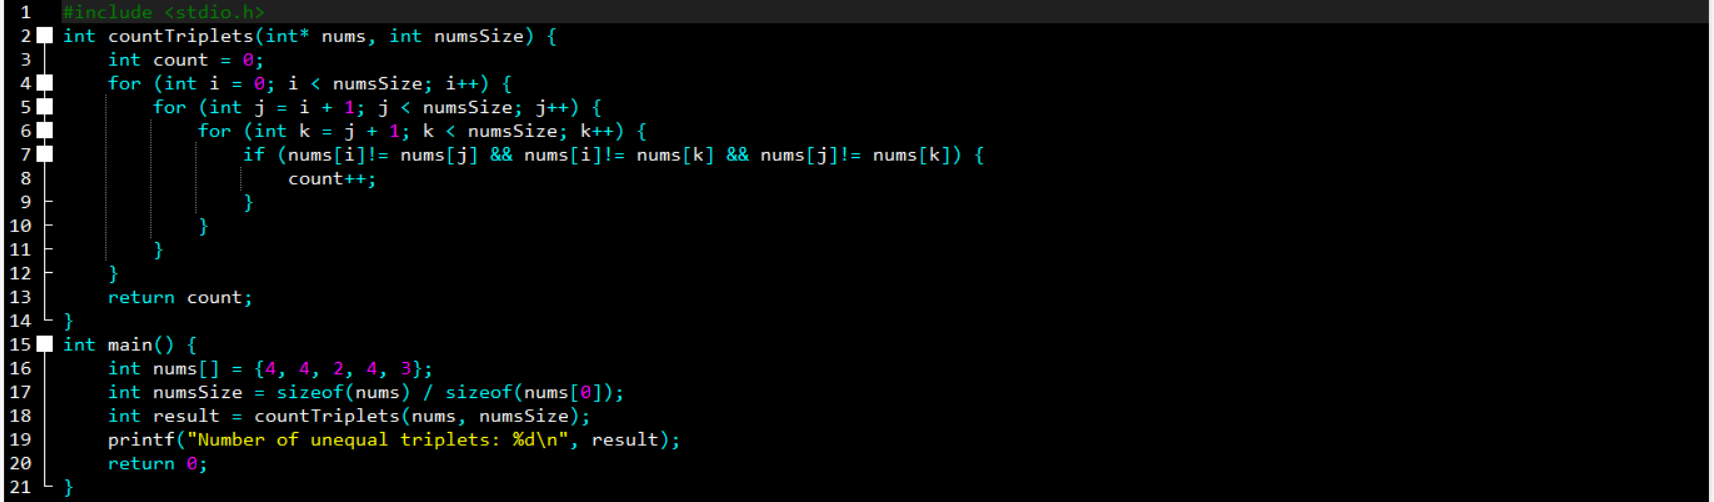 1 #include <stdio.h>
2 int countTriplets(int* nums, int numsSize) {
3     int count = 0;
4     for (int i = 0; i < numsSize; i++) {
5         for (int j = i + 1; j < numsSize; j++) {
6             for (int k = j + 1; k < numsSize; k++) {
7                 if (nums[i]!= nums[j] && nums[i]!= nums[k] && nums[j]!= nums[k]) {
8                     count++;
9                 }
10             }
11         }
12     }
13     return count;
14 }
15 int main() {
16     int nums[] = {4, 4, 2, 4, 3};
17     int numsSize = sizeof(nums) / sizeof(nums[0]);
18     int result = countTriplets(nums, numsSize);
19     printf("Number of unequal triplets: %d\n", result);
20     return 0;
21 }